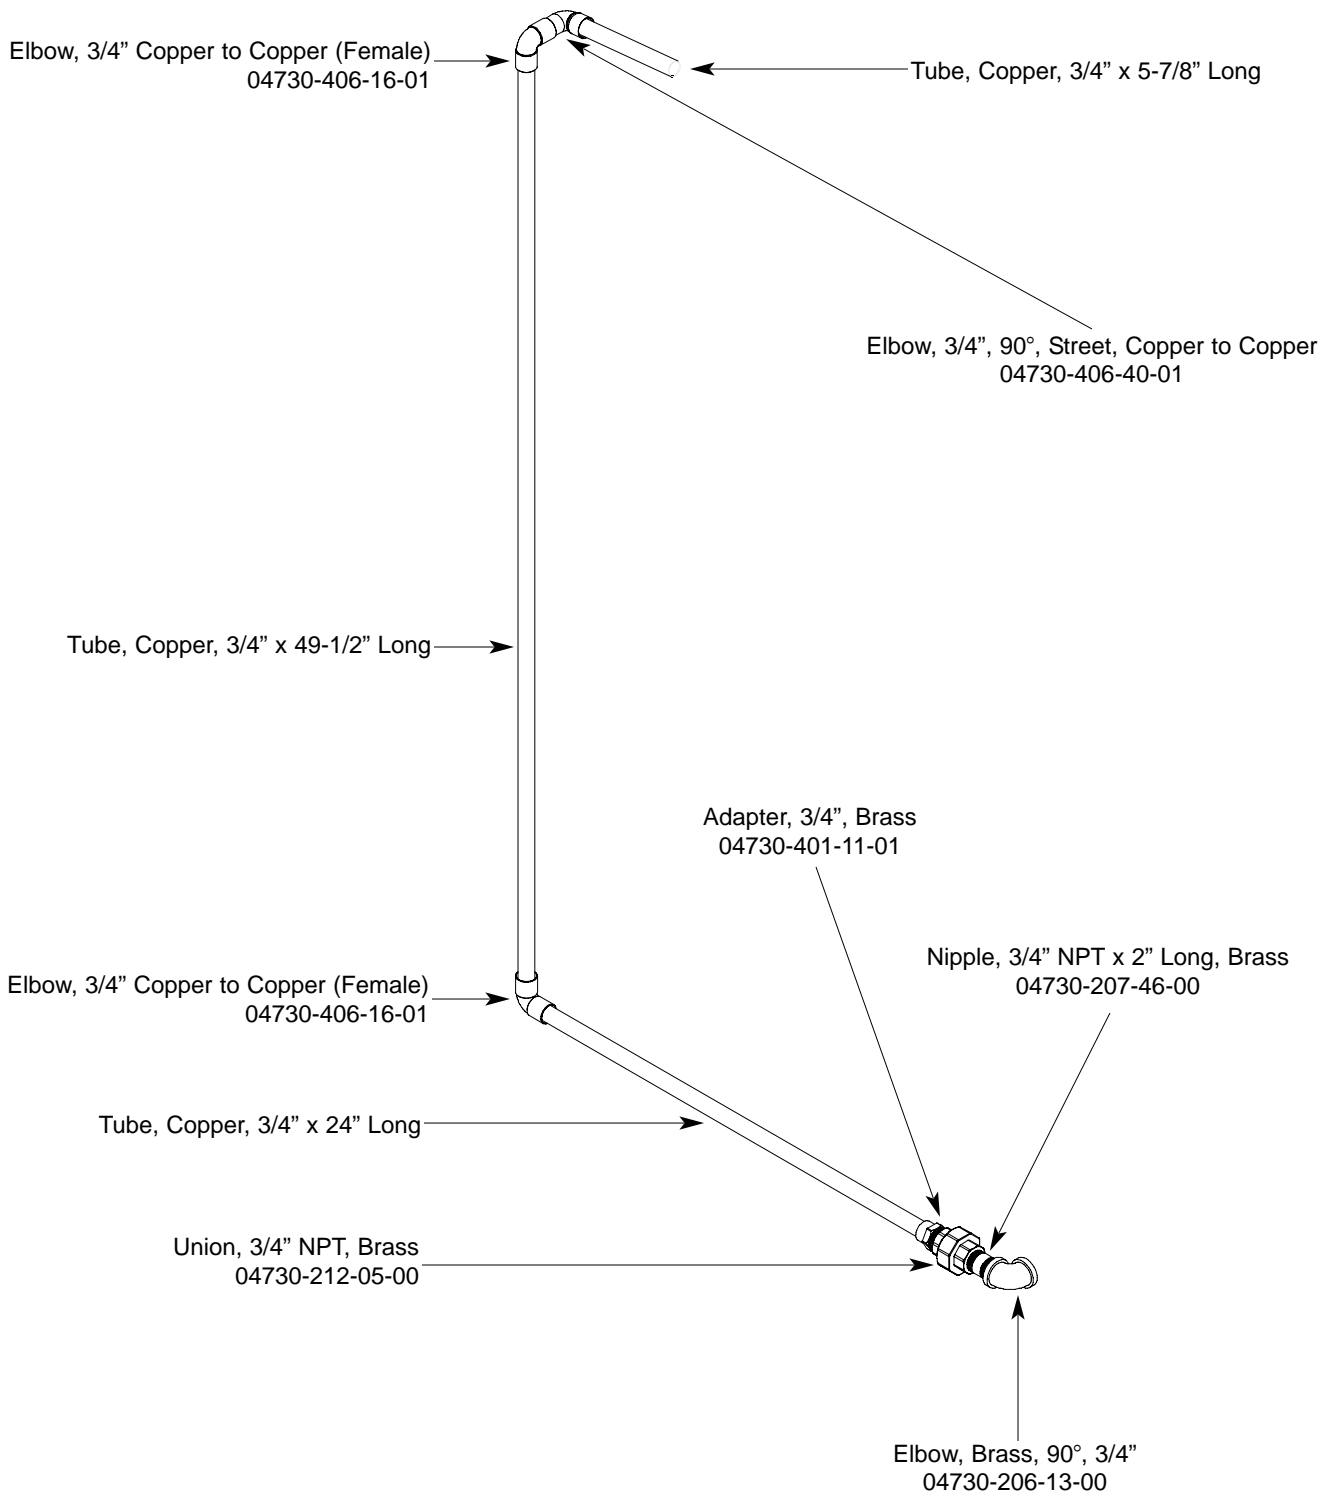 Elbow, 3/4” Copper to Copper (Female)
04730-406-16-01
Tube, Copper, 3/4” x 5-7/8” Long
Elbow, 3/4”, 90°, Street, Copper to Copper
04730-406-40-01
Tube, Copper, 3/4” x 49-1/2” Long
Adapter, 3/4”, Brass
04730-401-11-01
Nipple, 3/4” NPT x 2” Long, Brass
04730-207-46-00
Elbow, 3/4” Copper to Copper (Female)
04730-406-16-01
Tube, Copper, 3/4” x 24” Long
Union, 3/4” NPT, Brass
04730-212-05-00
Elbow, Brass, 90°, 3/4”
04730-206-13-00